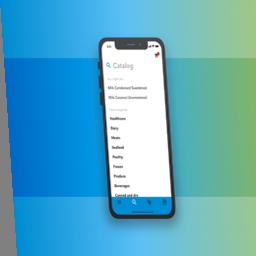 Catalog
Milk Condensed Sweetened
Milk Coconut Unsweetened
Healthcare
Dairy
Meats
Seafood
Poultry
Frozen
Produce
Beverages
Canned and dry